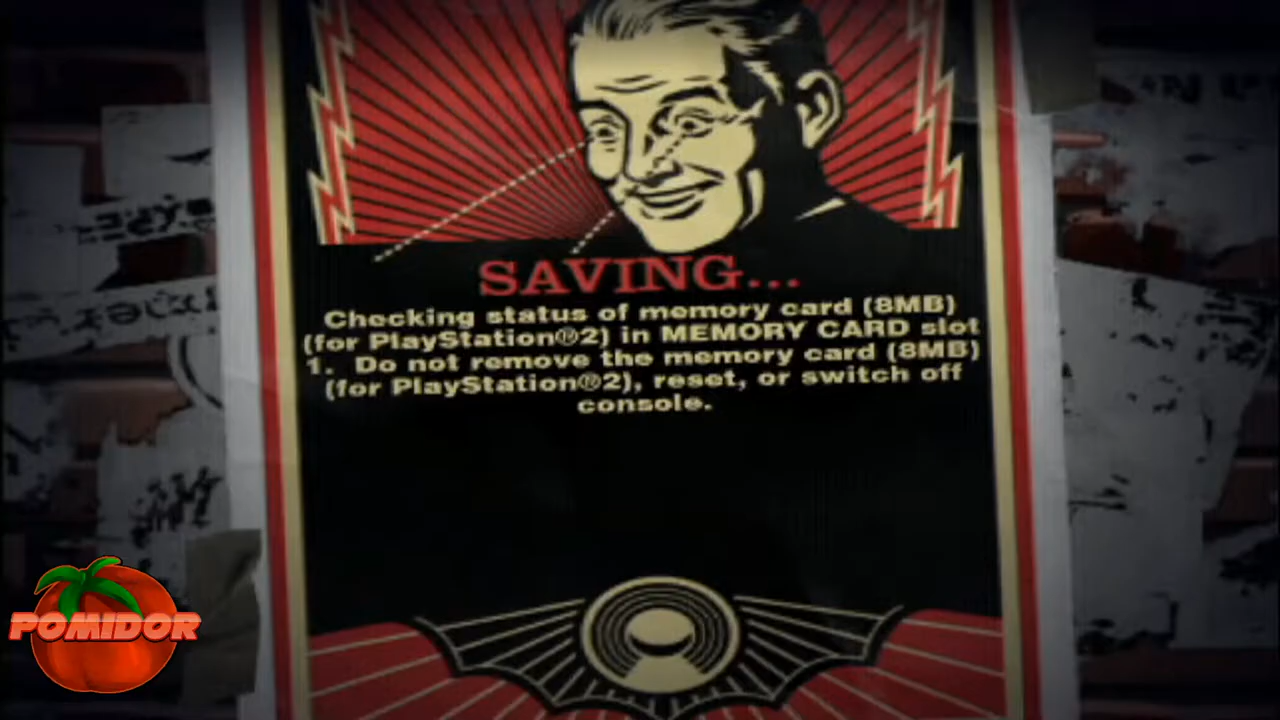 SAVING...
Checking status of memory card (8MB)
(for PlayStation®2) in MEMORY CARD slot
1. Do not remove the memory card (8MB)
(for PlayStation®2), reset, or switch off
console.
POMIDOR